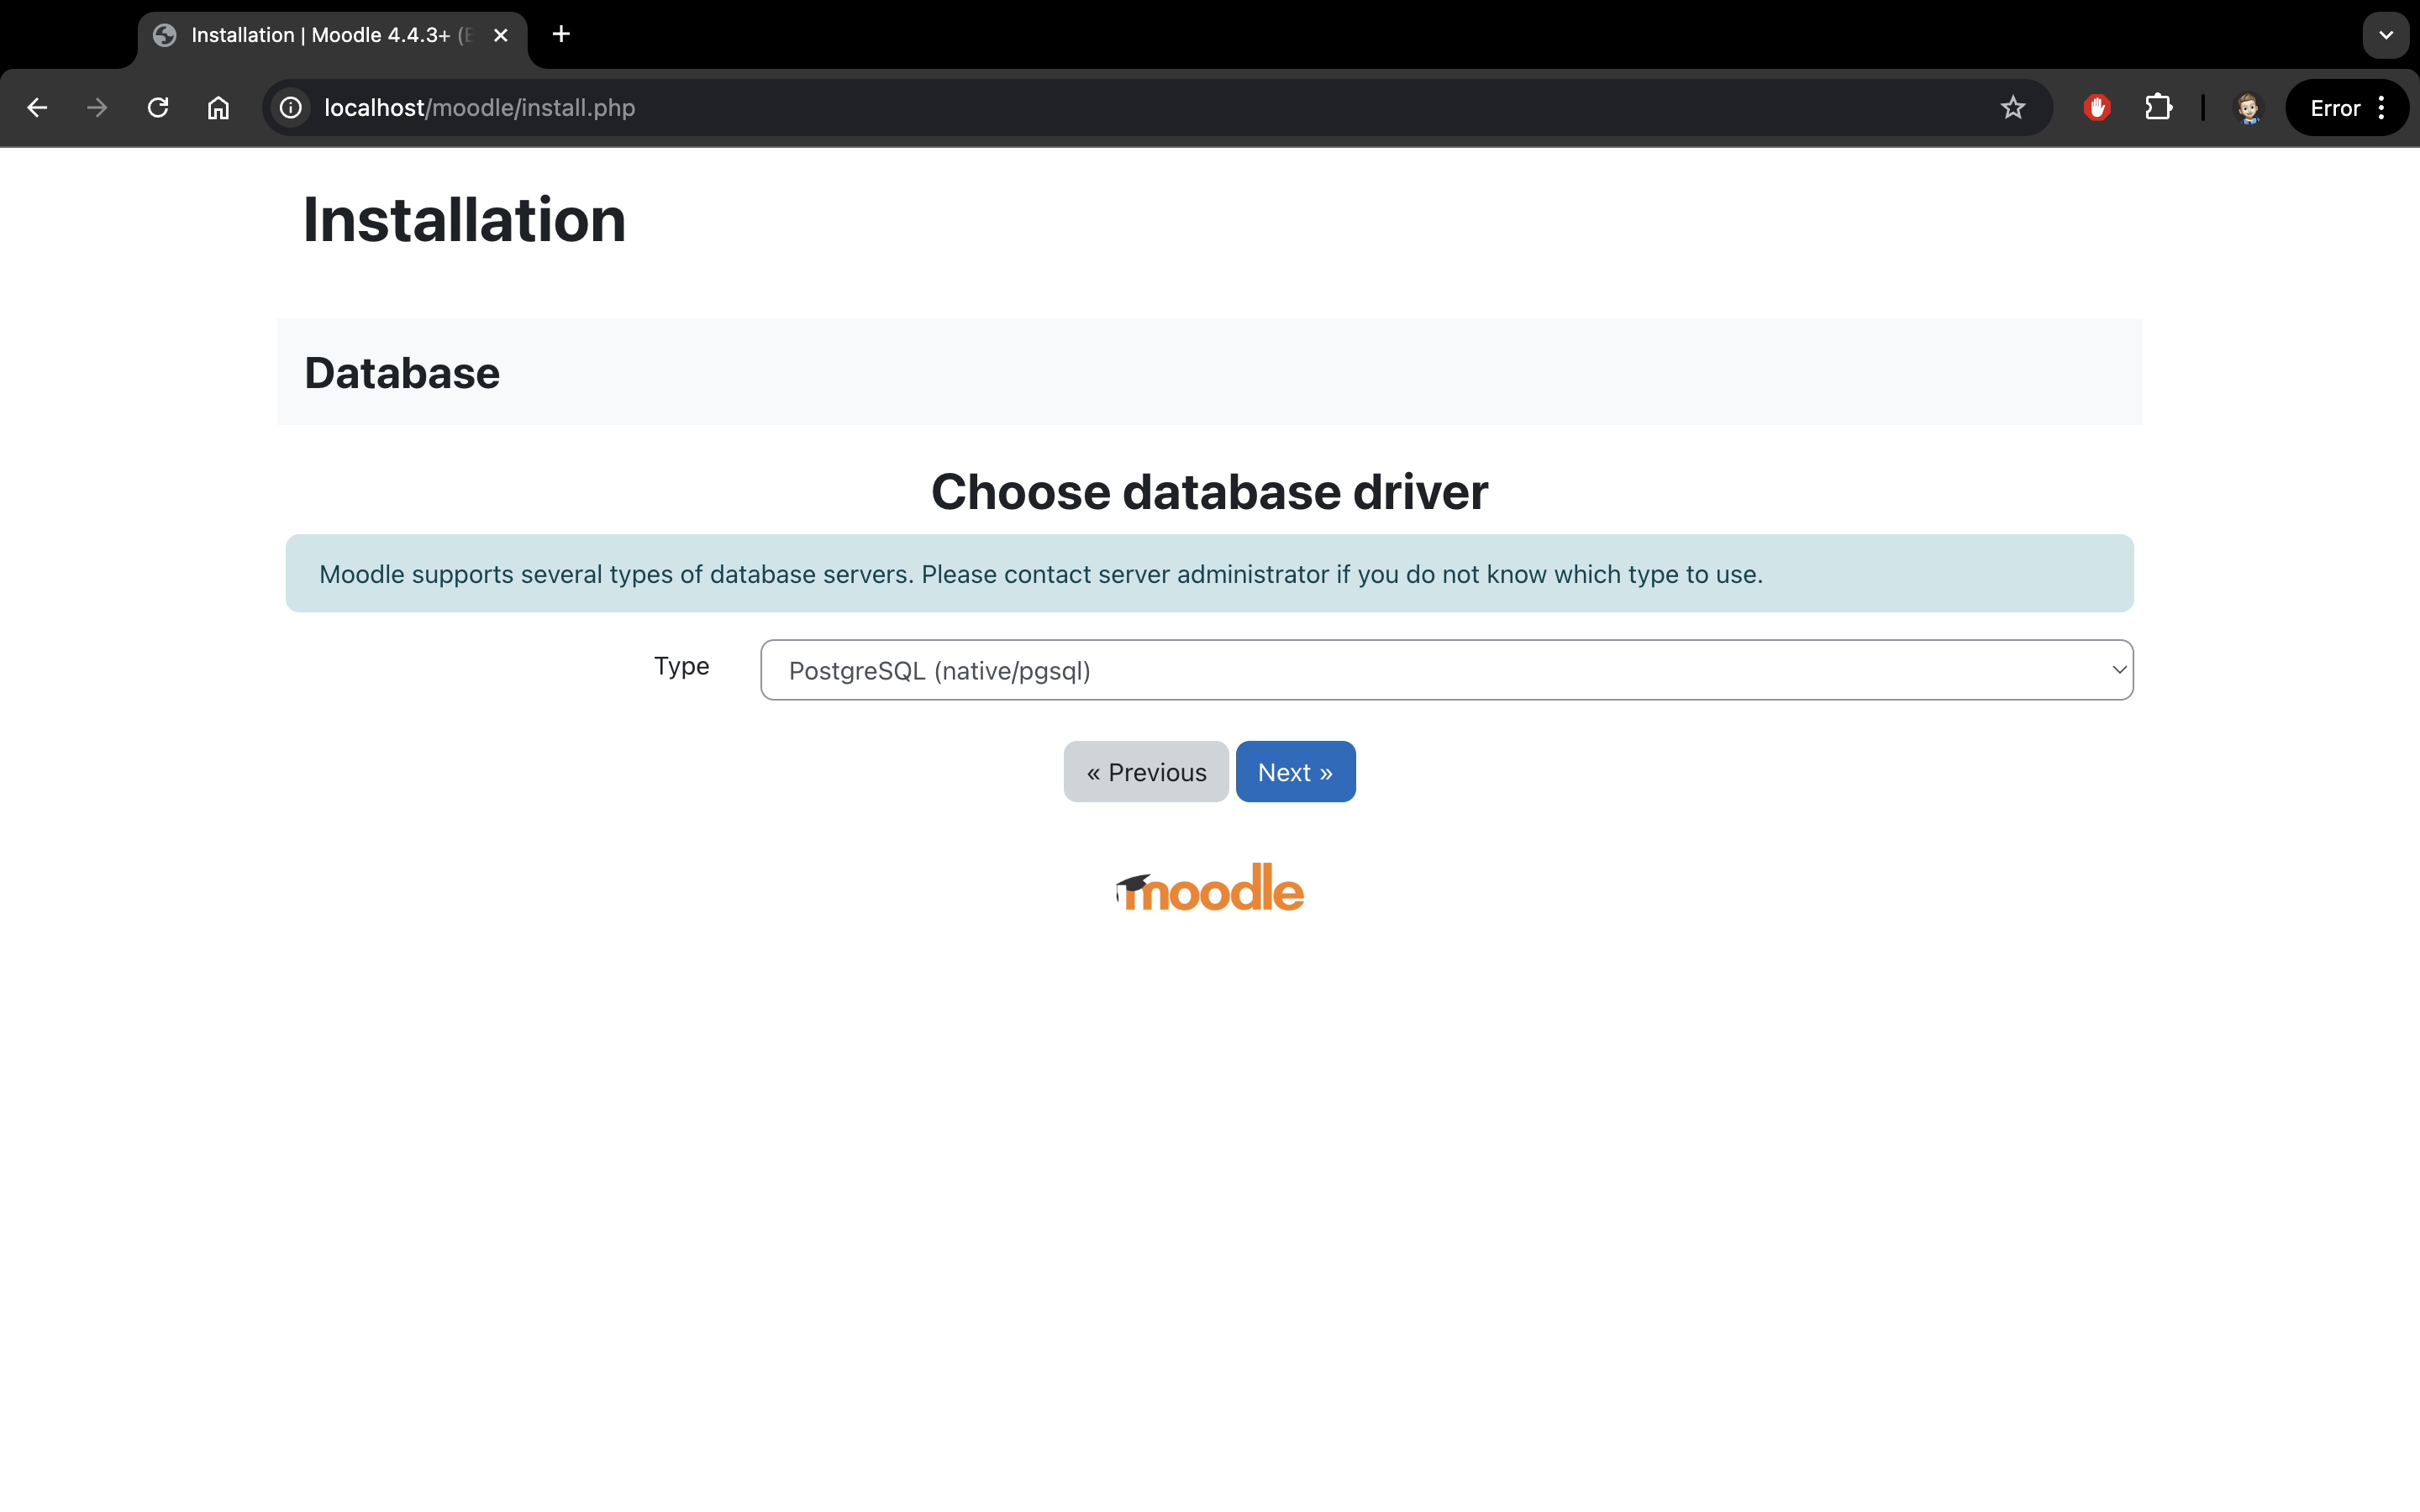 Installation | Moodle 4.4.3+ (
localhost/moodle/install.php
Error
Installation
Database
Choose database driver
Moodle supports several types of database servers. Please contact server administrator if you do not know which type to use.
Type
PostgreSQL (native/pgsql)
« Previous
Next »
moodle